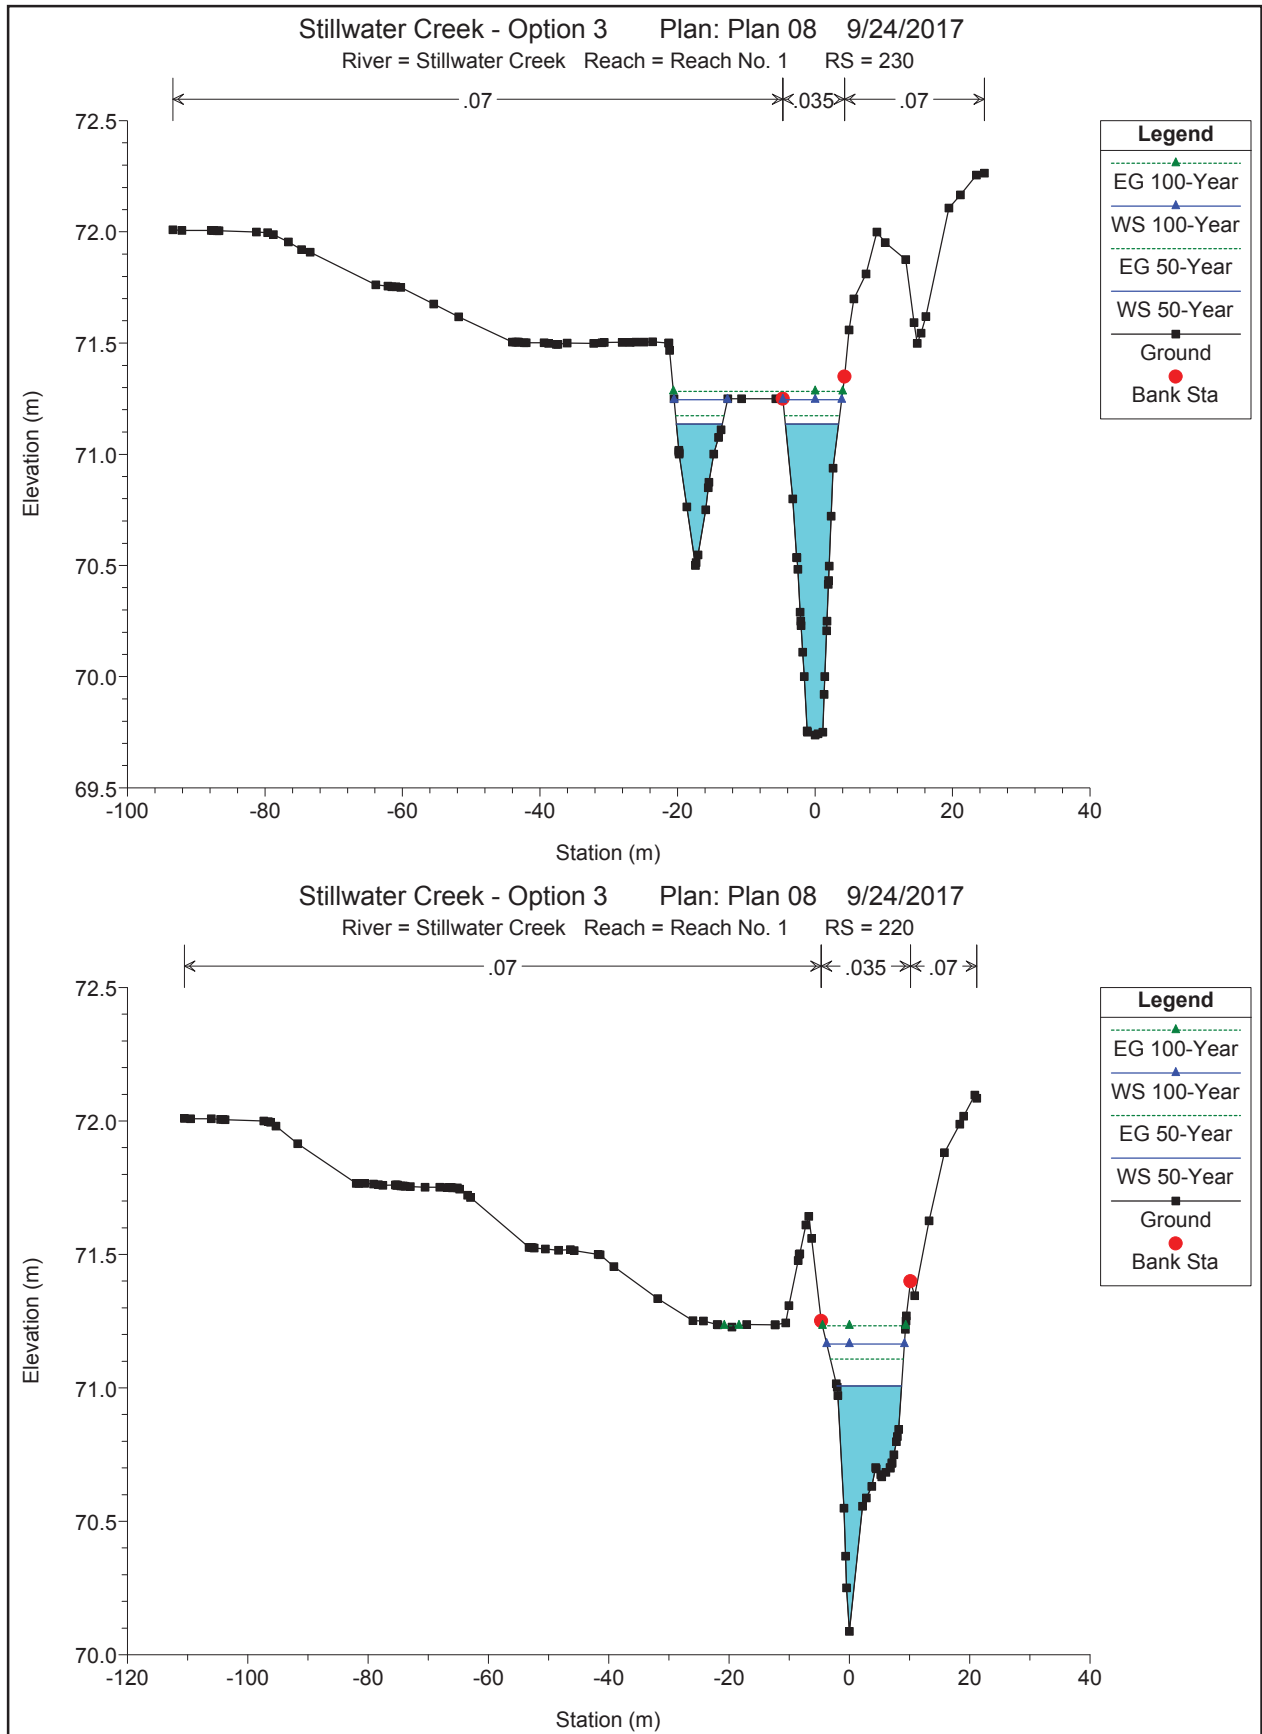 Stillwater Creek - Option 3 Plan: Plan 08 9/24/2017
River = Stillwater Creek Reach = Reach No. 1 RS = 230
.07 .035 .07
72.5
72.0
71.5
71.0
70.5
70.0
69.5
Elevation (m)
-100 -80 -60 -40 -20 0 20 40
Station (m)
Legend
EG 100-Year
WS 100-Year
EG 50-Year
WS 50-Year
Ground
Bank Sta
Stillwater Creek - Option 3 Plan: Plan 08 9/24/2017
River = Stillwater Creek Reach = Reach No. 1 RS = 220
.07 .035 .07
72.5
72.0
71.5
71.0
70.5
70.0
Elevation (m)
-120 -100 -80 -60 -40 -20 0 20 40
Station (m)
Legend
EG 100-Year
WS 100-Year
EG 50-Year
WS 50-Year
Ground
Bank Sta